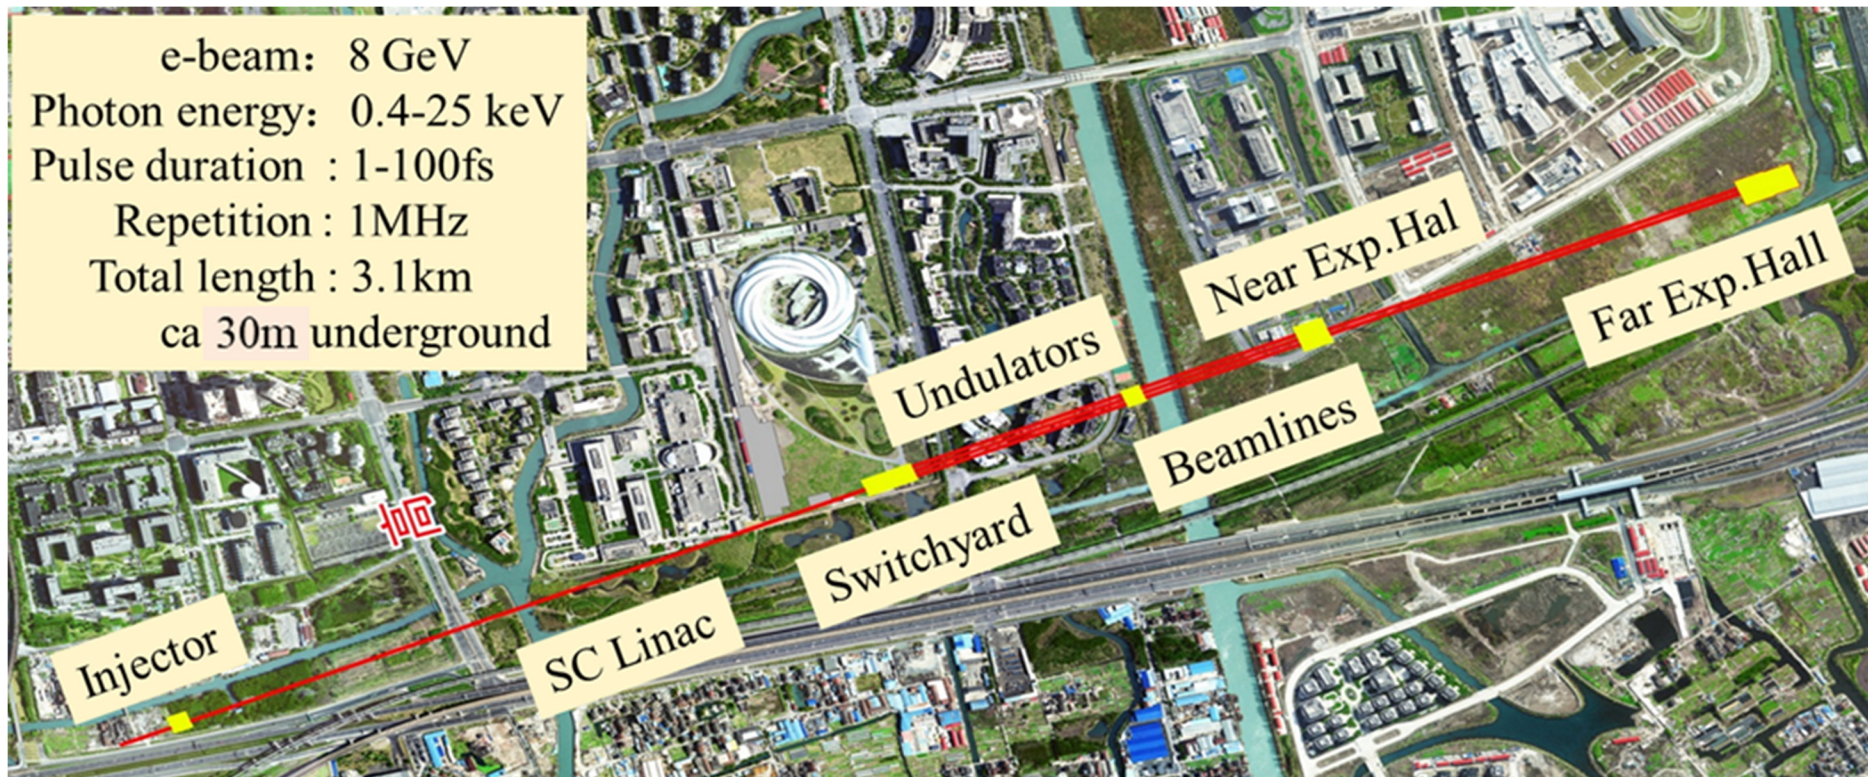 e-beam： 8 GeV
Photon energy： 0.4-25 keV
Pulse duration : 1-100fs
Repetition : 1MHz
Total length : 3.1km
ca 30m underground
Near Exp.Hal
Far Exp.Hall
Undulators
Beamlines
Switchyard
SC Linac
Injector